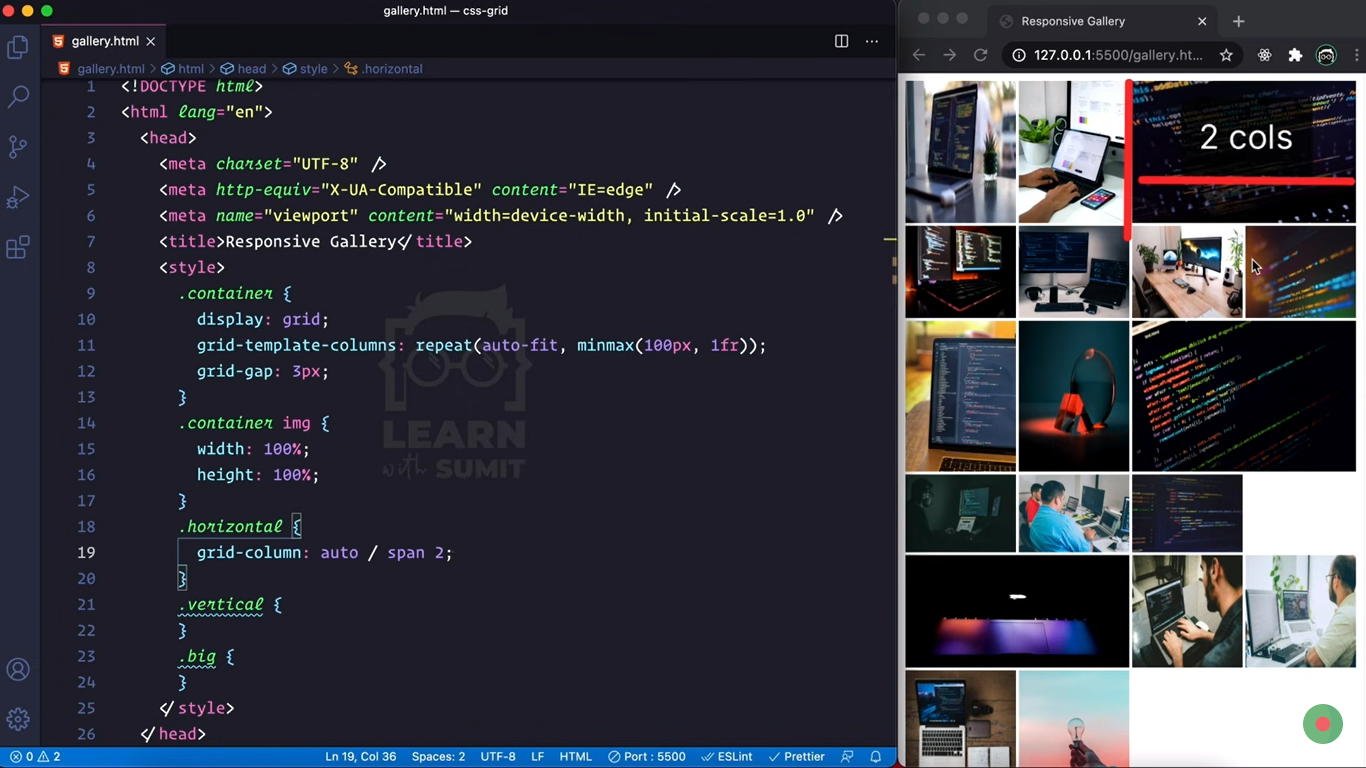 gallery.html — css-grid
gallery.html
gallery.html > html > head > style > .horizontal
1 <!DOCTYPE html>
2 <html lang="en">
3 <head>
4 <meta charset="UTF-8" />
5 <meta http-equiv="X-UA-Compatible" content="IE=edge" />
6 <meta name="viewport" content="width=device-width, initial-scale=1.0" />
7 <title>Responsive Gallery</title>
8 <style>
9 .container {
10 display: grid;
11 grid-template-columns: repeat(auto-fit, minmax(100px, 1fr));
12 grid-gap: 3px;
13 }
14 .container img {
15 width: 100%;
16 height: 100%;
17 }
18 .horizontal {
19 grid-column: auto / span 2;
20 }
21 .vertical {
22 }
23 .big {
24 }
25 </style>
26 </head>
LEARN
with SUMIT
0 2 Ln 19, Col 36 Spaces: 2 UTF-8 LF HTML Port : 5500 ESLint Prettier
Responsive Gallery
127.0.0.1:5500/gallery.ht...
2 cols